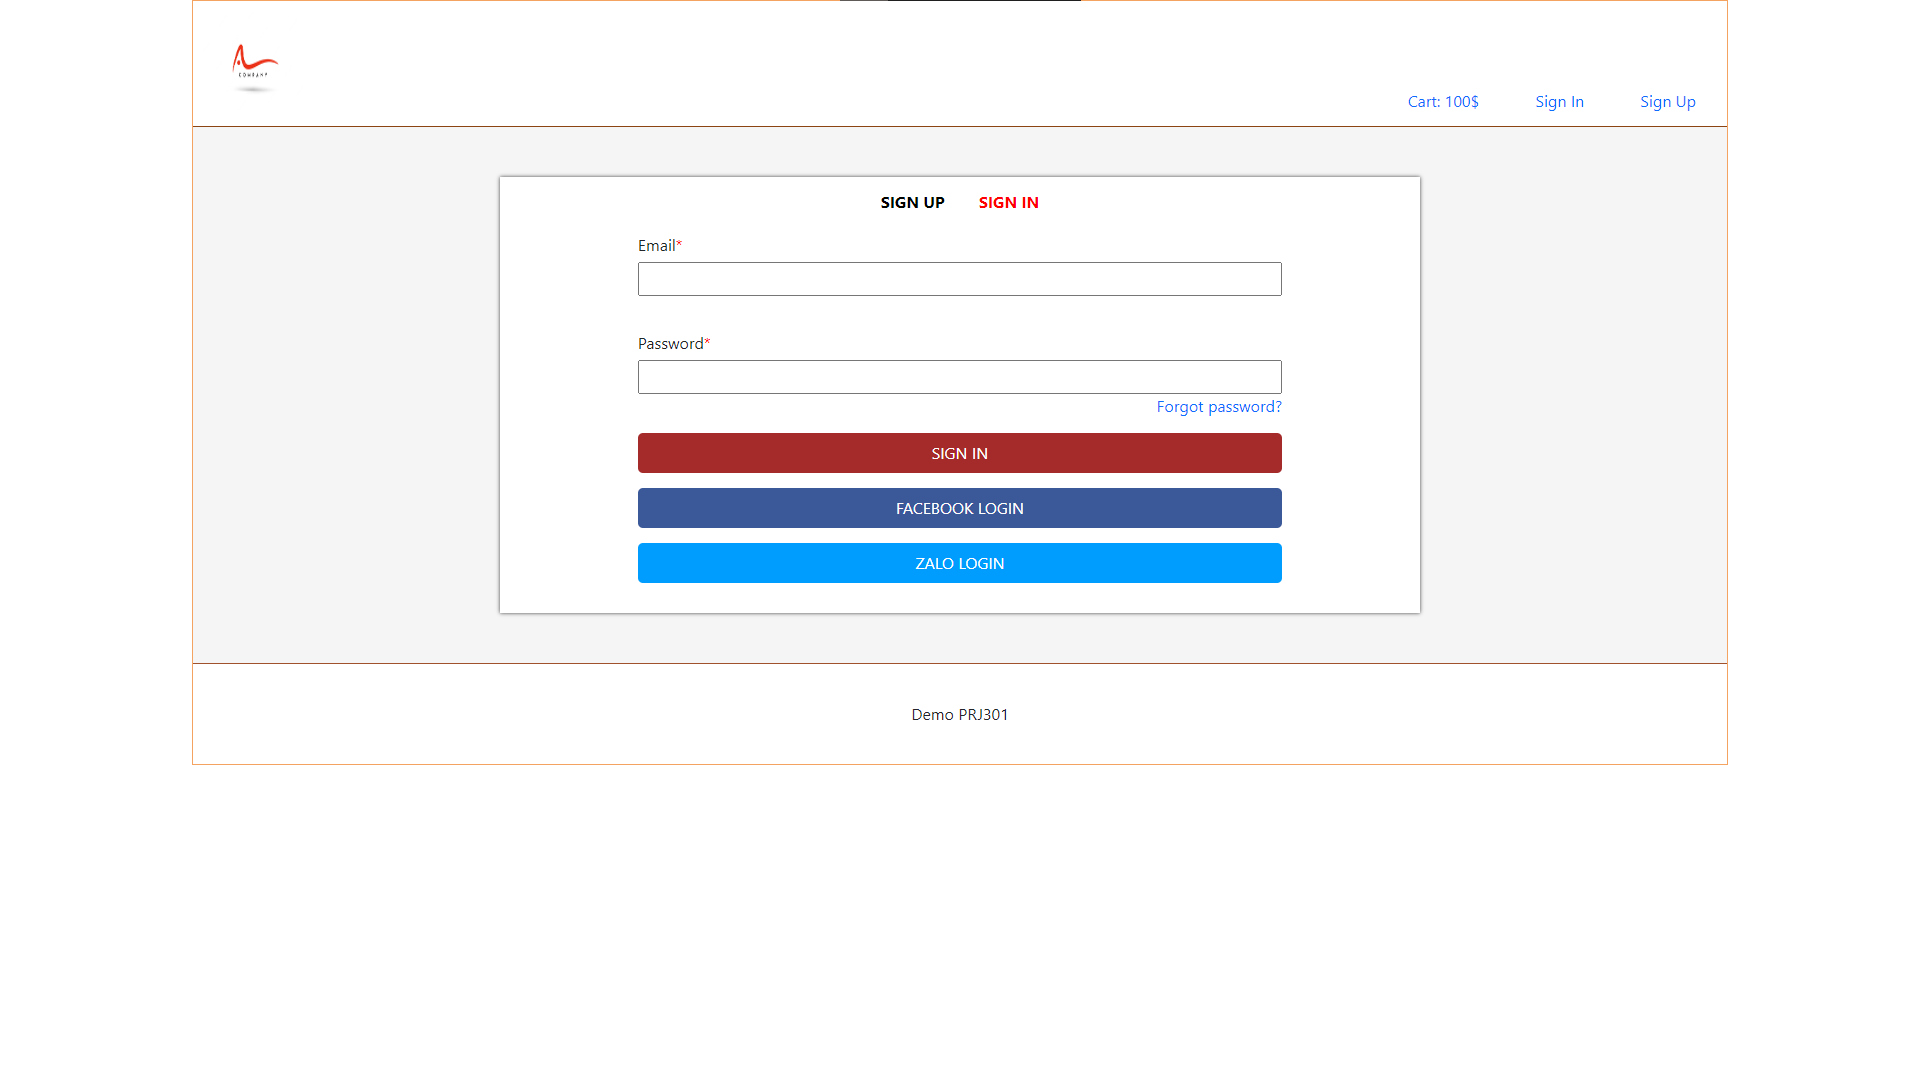 COMPANY
Cart: 100$ Sign In Sign Up
SIGN UP SIGN IN
Email*
Password*
Forgot password?
SIGN IN
FACEBOOK LOGIN
ZALO LOGIN
Demo PRJ301